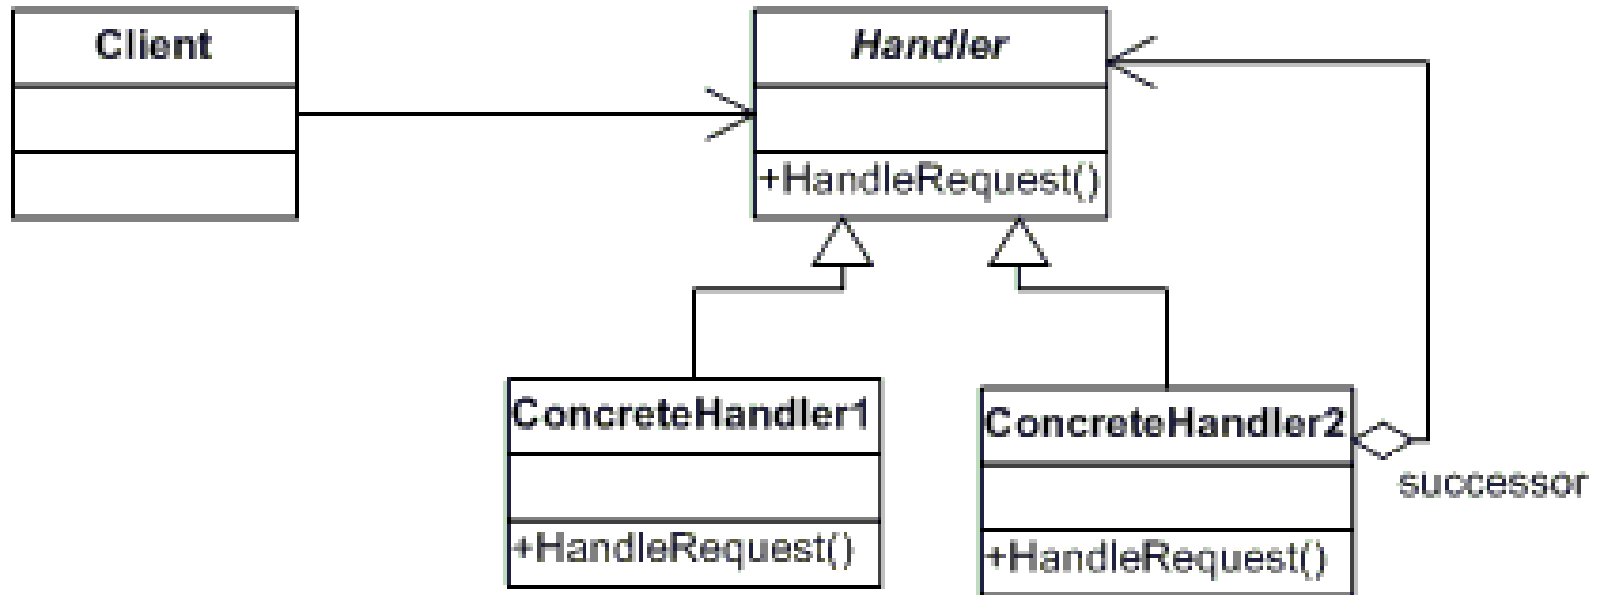 Client
Handler
+HandleRequest()
ConcreteHandler1
+HandleRequest()
ConcreteHandler2
+HandleRequest()
successor